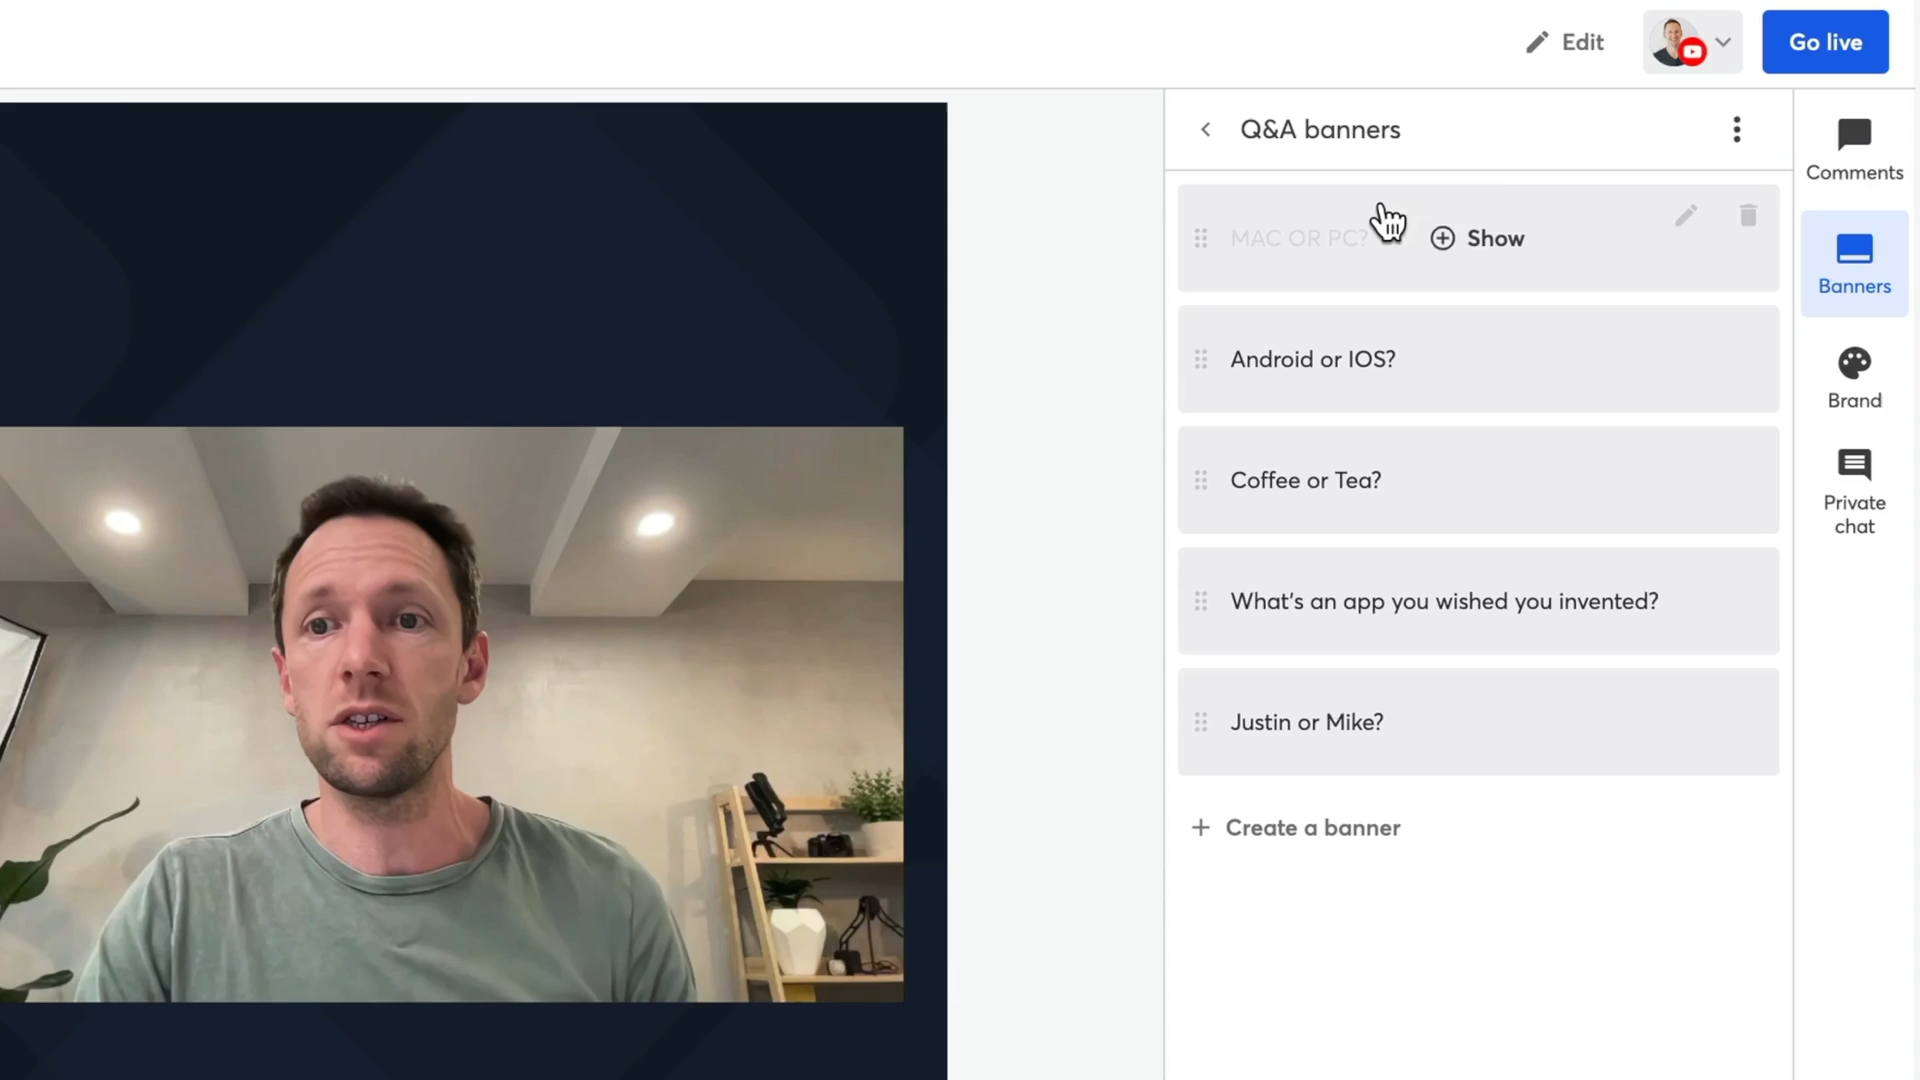 Edit
Go live
Q&A banners
MAC OR PC?
Show
Android or IOS?
Coffee or Tea?
What's an app you wished you invented?
Justin or Mike?
Create a banner
Comments
Banners
Brand
Private
chat